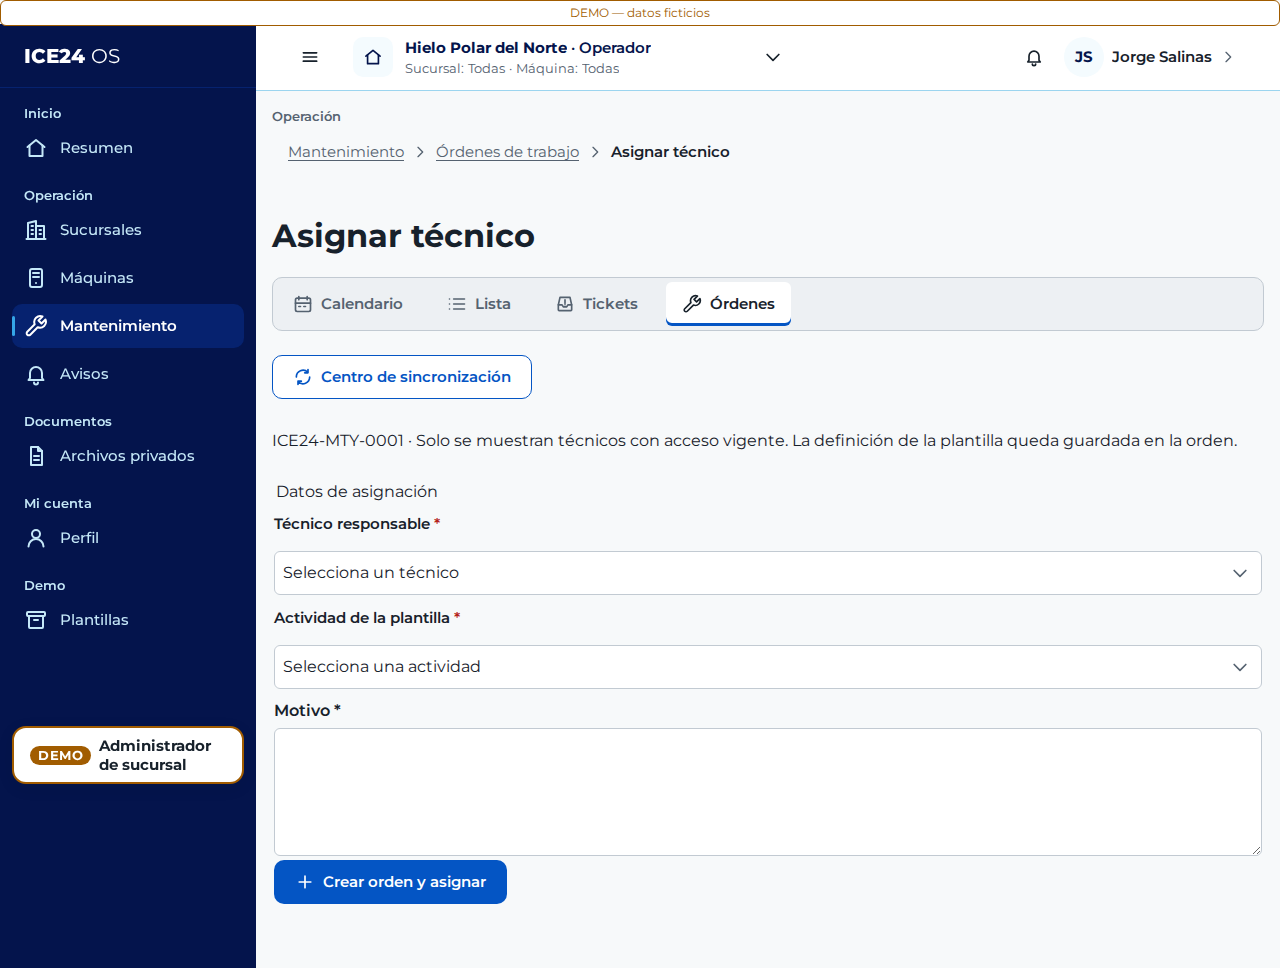 DEMO — datos ficticios
ICE24 OS
Inicio
Resumen
Operación
Sucursales
Máquinas
Mantenimiento
Avisos
Documentos
Archivos privados
Mi cuenta
Perfil
Demo
Plantillas
DEMO Administrador
de sucursal
Hielo Polar del Norte · Operador
Sucursal: Todas · Máquina: Todas
JS Jorge Salinas
Operación
Mantenimiento > Órdenes de trabajo > Asignar técnico
Asignar técnico
Calendario Lista Tickets Órdenes
Centro de sincronización
ICE24-MTY-0001 · Solo se muestran técnicos con acceso vigente. La definición de la plantilla queda guardada en la orden.
Datos de asignación
Técnico responsable *
Selecciona un técnico
Actividad de la plantilla *
Selecciona una actividad
Motivo *
+ Crear orden y asignar